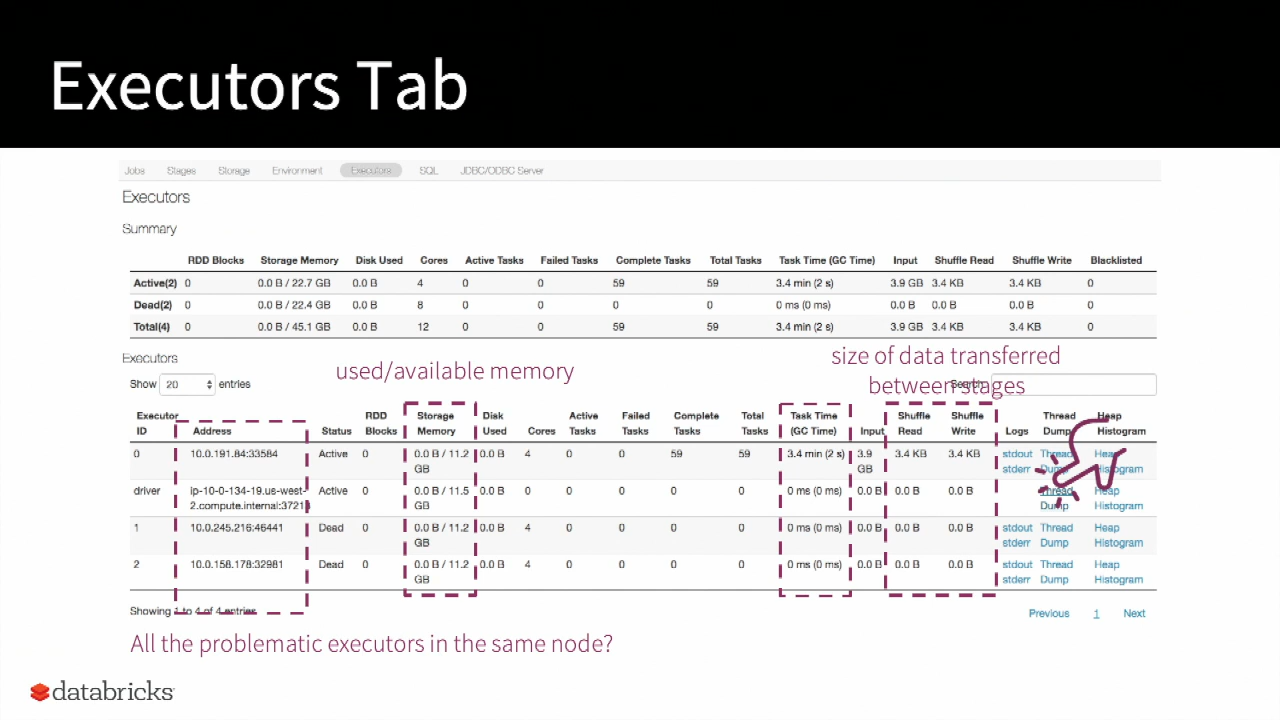 Executors Tab
Jobs Stages Storage Environment Executors SQL JDBC/ODBC Server
Executors
Summary
RDD Blocks Storage Memory Disk Used Cores Active Tasks Failed Tasks Complete Tasks Total Tasks Task Time (GC Time) Input Shuffle Read Shuffle Write Blacklisted
Active(2) 0 0.0 B / 22.7 GB 0.0 B 4 0 0 59 59 3.4 min (2 s) 3.9 GB 3.4 KB 3.4 KB 0
Dead(2) 0 0.0 B / 22.4 GB 0.0 B 8 0 0 0 0 0 ms (0 ms) 0.0 B 0.0 B 0.0 B 0
Total(4) 0 0.0 B / 45.1 GB 0.0 B 12 0 0 59 59 3.4 min (2 s) 3.9 GB 3.4 KB 3.4 KB 0
Executors
size of data transferred
between stages
used/available memory
Show 20 entries
Search:
Executor RDD Storage Disk Active Failed Complete Total Task Time Shuffle Shuffle Thread Heap
ID Address Status Blocks Memory Used Cores Tasks Tasks Tasks Tasks (GC Time) Input Read Write Logs Dump Histogram
0 10.0.191.84:33584 Active 0 0.0 B / 11.2 0.0 B 4 0 0 59 59 3.4 min (2 s) 3.9 3.4 KB 3.4 KB stdout Thread Heap
GB GB stderr Dump Histogram
driver ip-10-0-134-19.us-west- Active 0 0.0 B / 11.5 0.0 B 0 0 0 0 0 0 ms (0 ms) 0.0 B 0.0 B 0.0 B Thread Heap
2.compute.internal:37213 GB Dump Histogram
1 10.0.245.216:46441 Dead 0 0.0 B / 11.2 0.0 B 4 0 0 0 0 0 ms (0 ms) 0.0 B 0.0 B 0.0 B stdout Thread Heap
GB stderr Dump Histogram
2 10.0.158.178:32981 Dead 0 0.0 B / 11.2 0.0 B 4 0 0 0 0 0 ms (0 ms) 0.0 B 0.0 B 0.0 B stdout Thread Heap
GB stderr Dump Histogram
Showing 1 to 4 of 4 entries
Previous 1 Next
All the problematic executors in the same node?
databricks